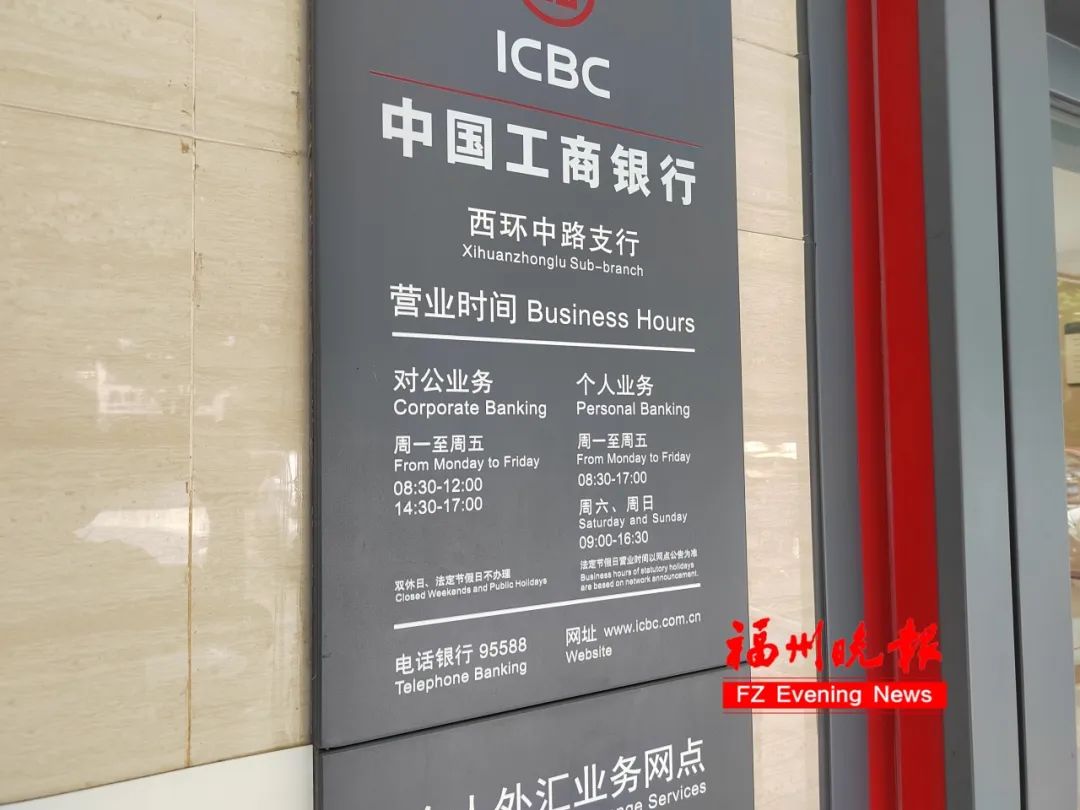 ICBC
中国工商银行
西环中路支行
Xihuanzhonglu Sub-branch
营业时间 Business Hours
对公业务
Corporate Banking
周一至周五
From Monday to Friday
08:30-12:00
14:30-17:00
双休日、法定节假日不办理
Closed Weekends and Public Holidays
个人业务
Personal Banking
周一至周五
From Monday to Friday
08:30-17:00
周六、周日
Saturday and Sunday
09:00-16:30
法定节假日营业时间以网点公告为准
Business hours of statutory holidays
are based on network announcement.
电话银行 95588
Telephone Banking
网址 www.icbc.com.cn
Website
福州晚报
FZ Evening News
人外汇业务网点
Services